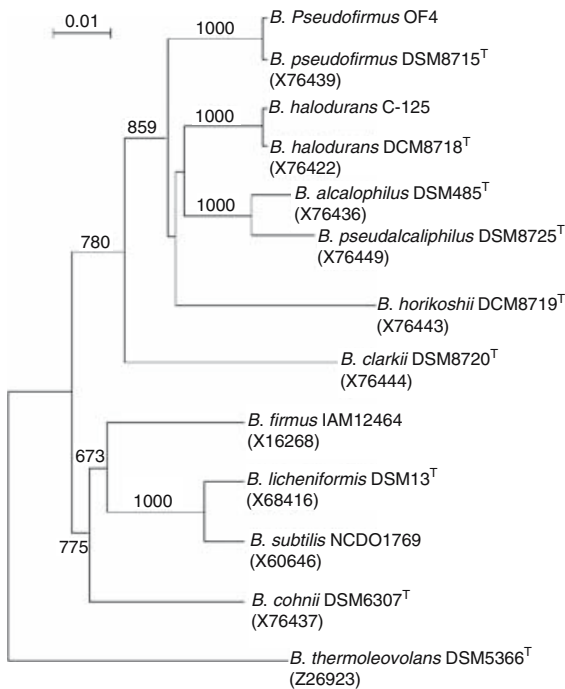 0.01
1000
B. Pseudofirmus OF4
B. pseudofirmus DSM8715T
(X76439)
859
1000
B. halodurans C-125
B. halodurans DCM8718T
(X76422)
1000
B. alcalophilus DSM485T
(X76436)
B. pseudalcaliphilus DSM8725T
(X76449)
780
B. horikoshii DCM8719T
(X76443)
B. clarkii DSM8720T
(X76444)
B. firmus IAM12464
(X16268)
673
B. licheniformis DSM13T
(X68416)
1000
B. subtilis NCDO1769
(X60646)
775
B. cohnii DSM6307T
(X76437)
B. thermoleovolans DSM5366T
(Z26923)